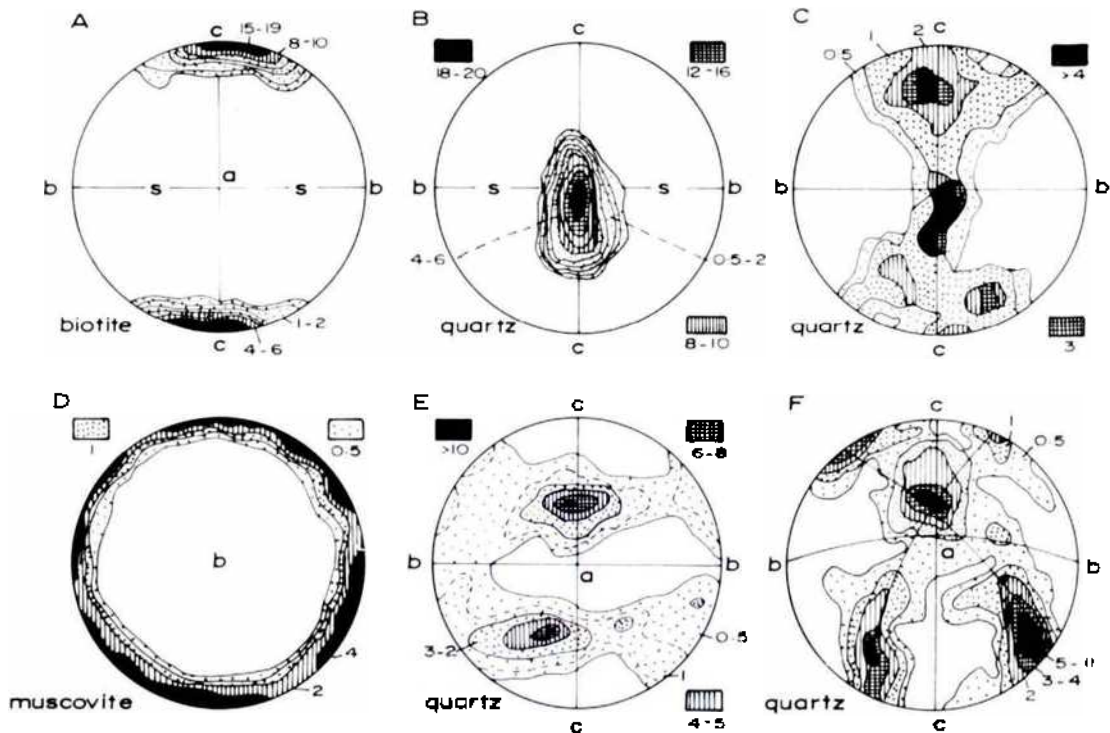 A
c
15-19
8-10
b
s
a
s
b
biotite
1-2
4-6
c
B
c
18-20
12-16
b
s
s
b
4-6
0·5-2
quartz
8-10
c
C
c
0·5
1
2
>4
b
b
quartz
3
c
D
1
0·5
b
4
2
muscovite
E
c
>10
6-8
b
a
b
3-2
0·5
1
quartz
4-5
c
F
c
1
0·5
b
a
b
5-11
3-4
2
quartz
c